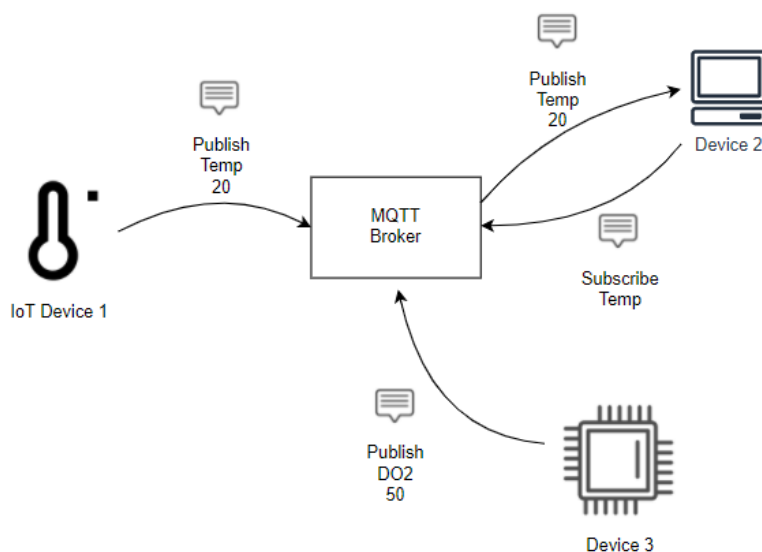 Publish
Temp
20
Device 2
Publish
Temp
20
MQTT
Broker
Subscribe
Temp
IoT Device 1
Publish
DO2
50
Device 3